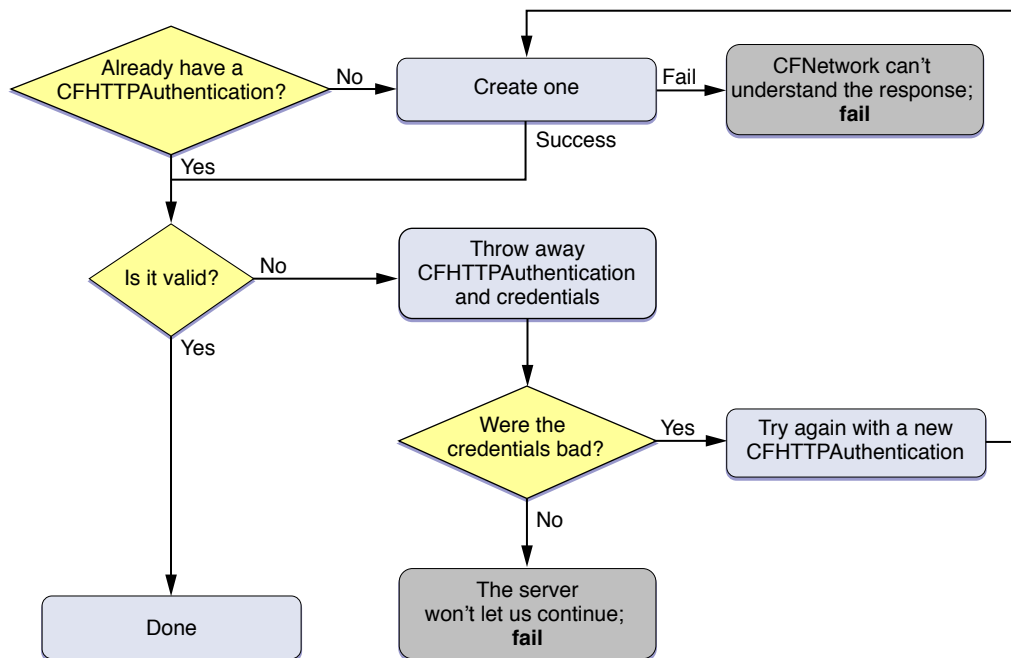 Already have a
CFHTTPAuthentication?
No
Create one
Fail
CFNetwork can't
understand the response;
fail
Success
Yes
Is it valid?
No
Throw away
CFHTTPAuthentication
and credentials
Yes
Were the
credentials bad?
Yes
Try again with a new
CFHTTPAuthentication
No
Done
The server
won't let us continue;
fail